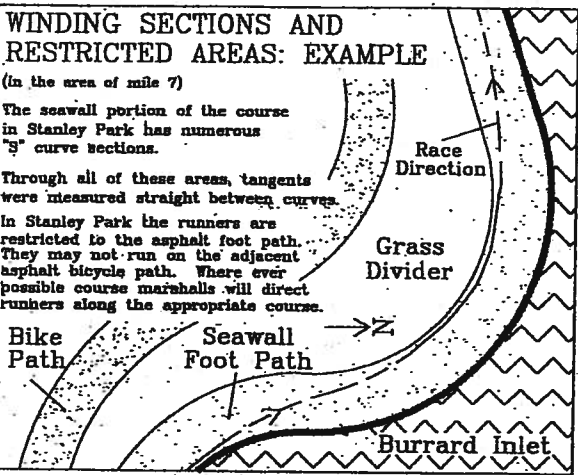 WINDING SECTIONS AND
RESTRICTED AREAS: EXAMPLE
(In the area of mile 7)
The seawall portion of the course
in Stanley Park has numerous
"S" curve sections.
Through all of these areas, tangents
were measured straight between curves.
In Stanley Park the runners are
restricted to the asphalt foot path.
They may not run on the adjacent
asphalt bicycle path. Where ever
possible course marshalls will direct
runners along the appropriate course.
Race
Direction
Grass
Divider
N
Bike
Path
Seawall
Foot Path
Burrard Inlet